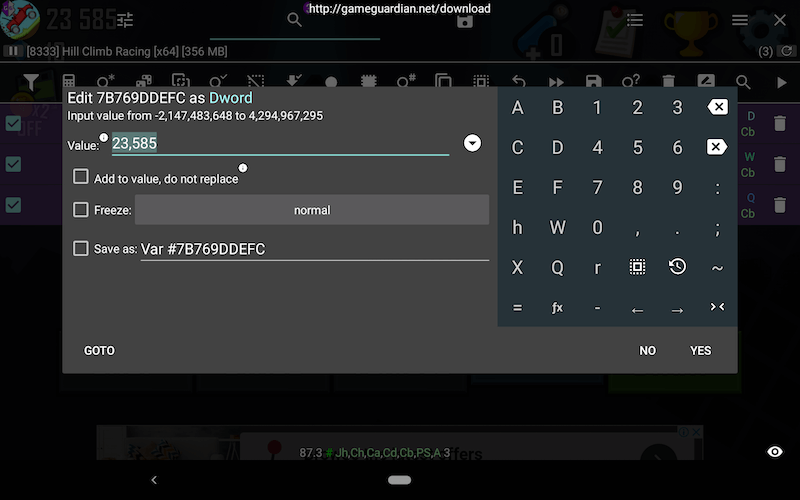 http://gameguardian.net/download
23 585
[8333] Hill Climb Racing [x64] [356 MB]
(3)
Edit 7B769DDEFC as Dword
Input value from -2,147,483,648 to 4,294,967,295
Value: 23,585
Add to value, do not replace
Freeze: normal
Save as: Var #7B769DDEFC
GOTO
NO
YES
A B 1 2 3
C D 4 5 6
E F 7 8 9 :
h W 0 , . ;
X Q r ~
= ƒx - ← →
x2
OFF
D
Cb
W
Cb
Q
Cb
87.3 # Jh,Ch,Ca,Cd,Cb,PS,A 3